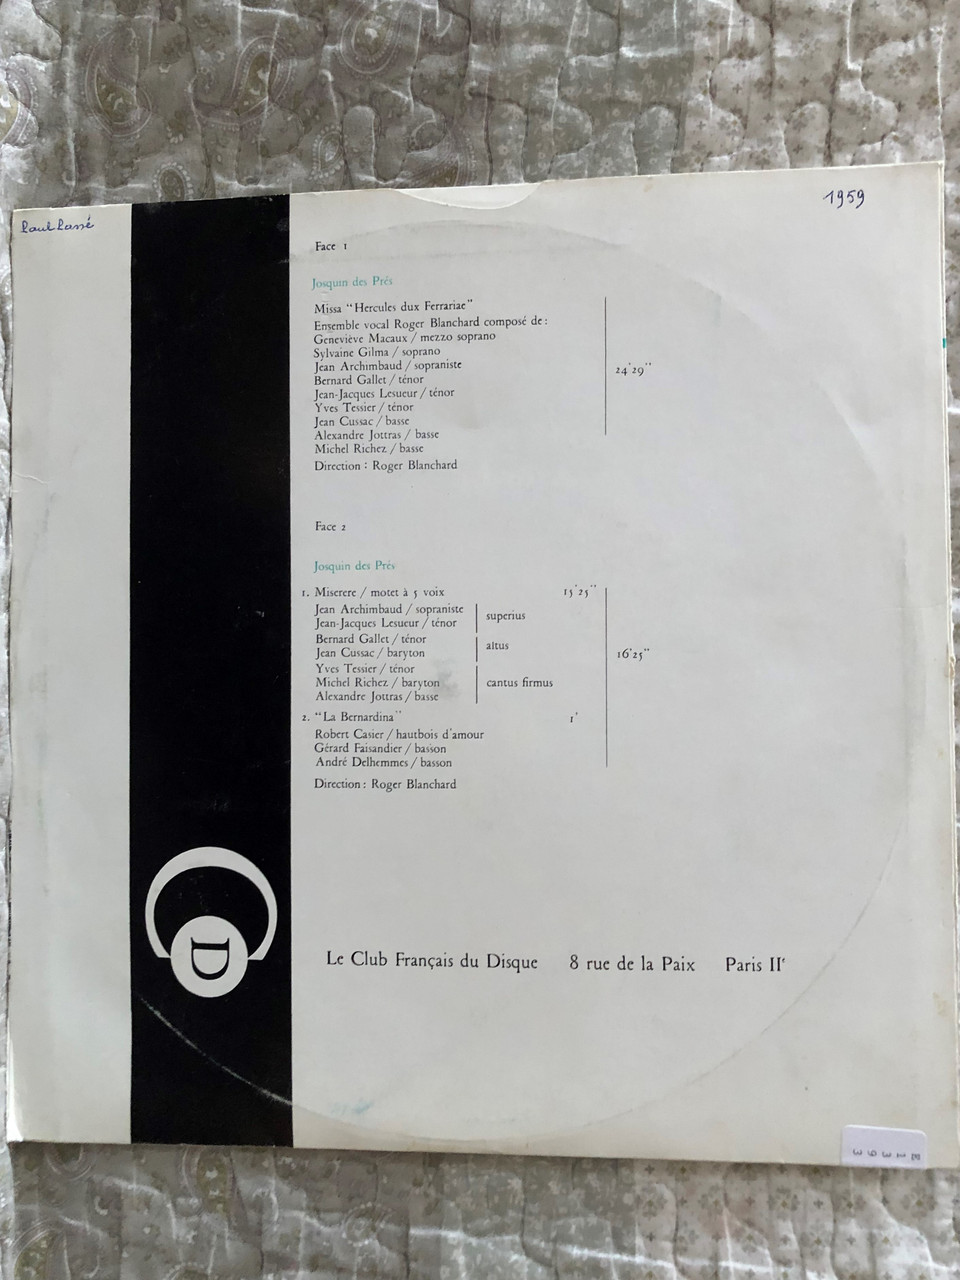 1959
Face 1
Josquin des Prés
Missa "Hercules dux Ferrariae"
Ensemble vocal Roger Blanchard composé de :
Geneviève Macaux / mezzo soprano
Sylvaine Gilma / soprano
Jean Archimbaud / sopraniste
Bernard Gallet / ténor
Jean-Jacques Lesueur / ténor
Yves Tessier / ténor
Jean Cussac / basse
Alexandre Jottras / basse
Michel Richez / basse
24'29''
Direction : Roger Blanchard
Face 2
Josquin des Prés
1. Miserere / motet à 5 voix 15'25''
Jean Archimbaud / sopraniste
Jean-Jacques Lesueur / ténor
superius
Bernard Gallet / ténor
Jean Cussac / baryton
altus
Yves Tessier / ténor
Michel Richez / baryton
Alexandre Jottras / basse
cantus firmus
16'25''
2. "La Bernardina" 1'
Robert Casier / hautbois d'amour
Gérard Faisandier / basson
André Delhemmes / basson
Direction : Roger Blanchard
D
Le Club Français du Disque 8 rue de la Paix Paris IIe